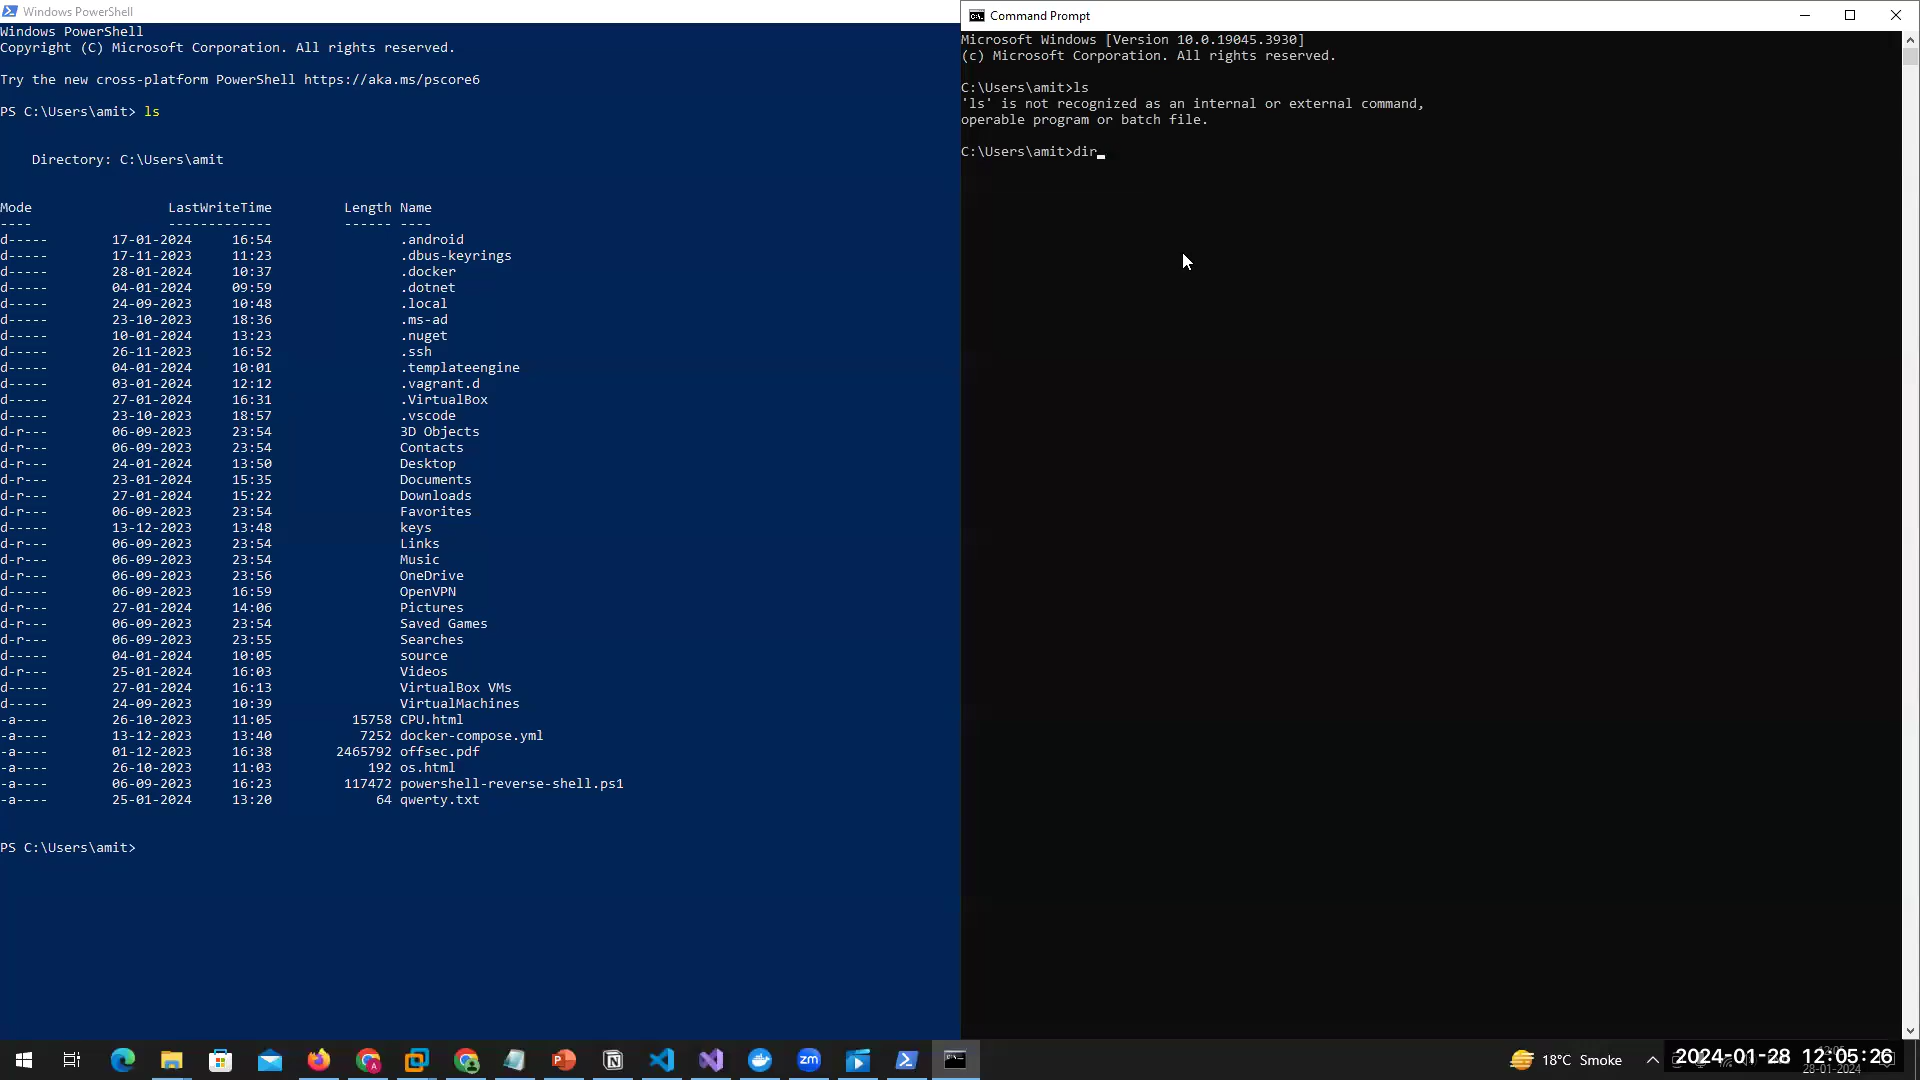 Windows PowerShell
Windows PowerShell
Copyright (C) Microsoft Corporation. All rights reserved.
Try the new cross-platform PowerShell https://aka.ms/pscore6
PS C:\Users\amit> ls
Directory: C:\Users\amit
Mode LastWriteTime Length Name
---- ------------- ------ ----
d----- 17-01-2024 16:54 .android
d----- 17-11-2023 11:23 .dbus-keyrings
d----- 28-01-2024 10:37 .docker
d----- 04-01-2024 09:59 .dotnet
d----- 24-09-2023 10:48 .local
d----- 23-10-2023 18:36 .ms-ad
d----- 10-01-2024 13:23 .nuget
d----- 26-11-2023 16:52 .ssh
d----- 04-01-2024 10:01 .templateengine
d----- 03-01-2024 12:12 .vagrant.d
d----- 27-01-2024 16:31 .VirtualBox
d----- 23-10-2023 18:57 .vscode
d-r--- 06-09-2023 23:54 3D Objects
d-r--- 06-09-2023 23:54 Contacts
d-r--- 24-01-2024 13:50 Desktop
d-r--- 23-01-2024 15:35 Documents
d-r--- 27-01-2024 15:22 Downloads
d-r--- 06-09-2023 23:54 Favorites
d----- 13-12-2023 13:48 keys
d-r--- 06-09-2023 23:54 Links
d-r--- 06-09-2023 23:54 Music
d-r--- 06-09-2023 23:56 OneDrive
d----- 06-09-2023 16:59 OpenVPN
d-r--- 27-01-2024 14:06 Pictures
d-r--- 06-09-2023 23:54 Saved Games
d-r--- 06-09-2023 23:55 Searches
d----- 04-01-2024 10:05 source
d-r--- 25-01-2024 16:03 Videos
d----- 27-01-2024 16:13 VirtualBox VMs
d----- 24-09-2023 10:39 VirtualMachines
-a---- 26-10-2023 11:05 15758 CPU.html
-a---- 13-12-2023 13:40 7252 docker-compose.yml
-a---- 01-12-2023 16:38 2465792 offsec.pdf
-a---- 26-10-2023 11:03 192 os.html
-a---- 06-09-2023 16:23 117472 powershell-reverse-shell.ps1
-a---- 25-01-2024 13:20 64 qwerty.txt
PS C:\Users\amit>
Command Prompt
Microsoft Windows [Version 10.0.19045.3930]
(c) Microsoft Corporation. All rights reserved.
C:\Users\amit>ls
'ls' is not recognized as an internal or external command,
operable program or batch file.
C:\Users\amit>dir
zm
18°C Smoke
2024-01-28 12:05:26
28-01-2024